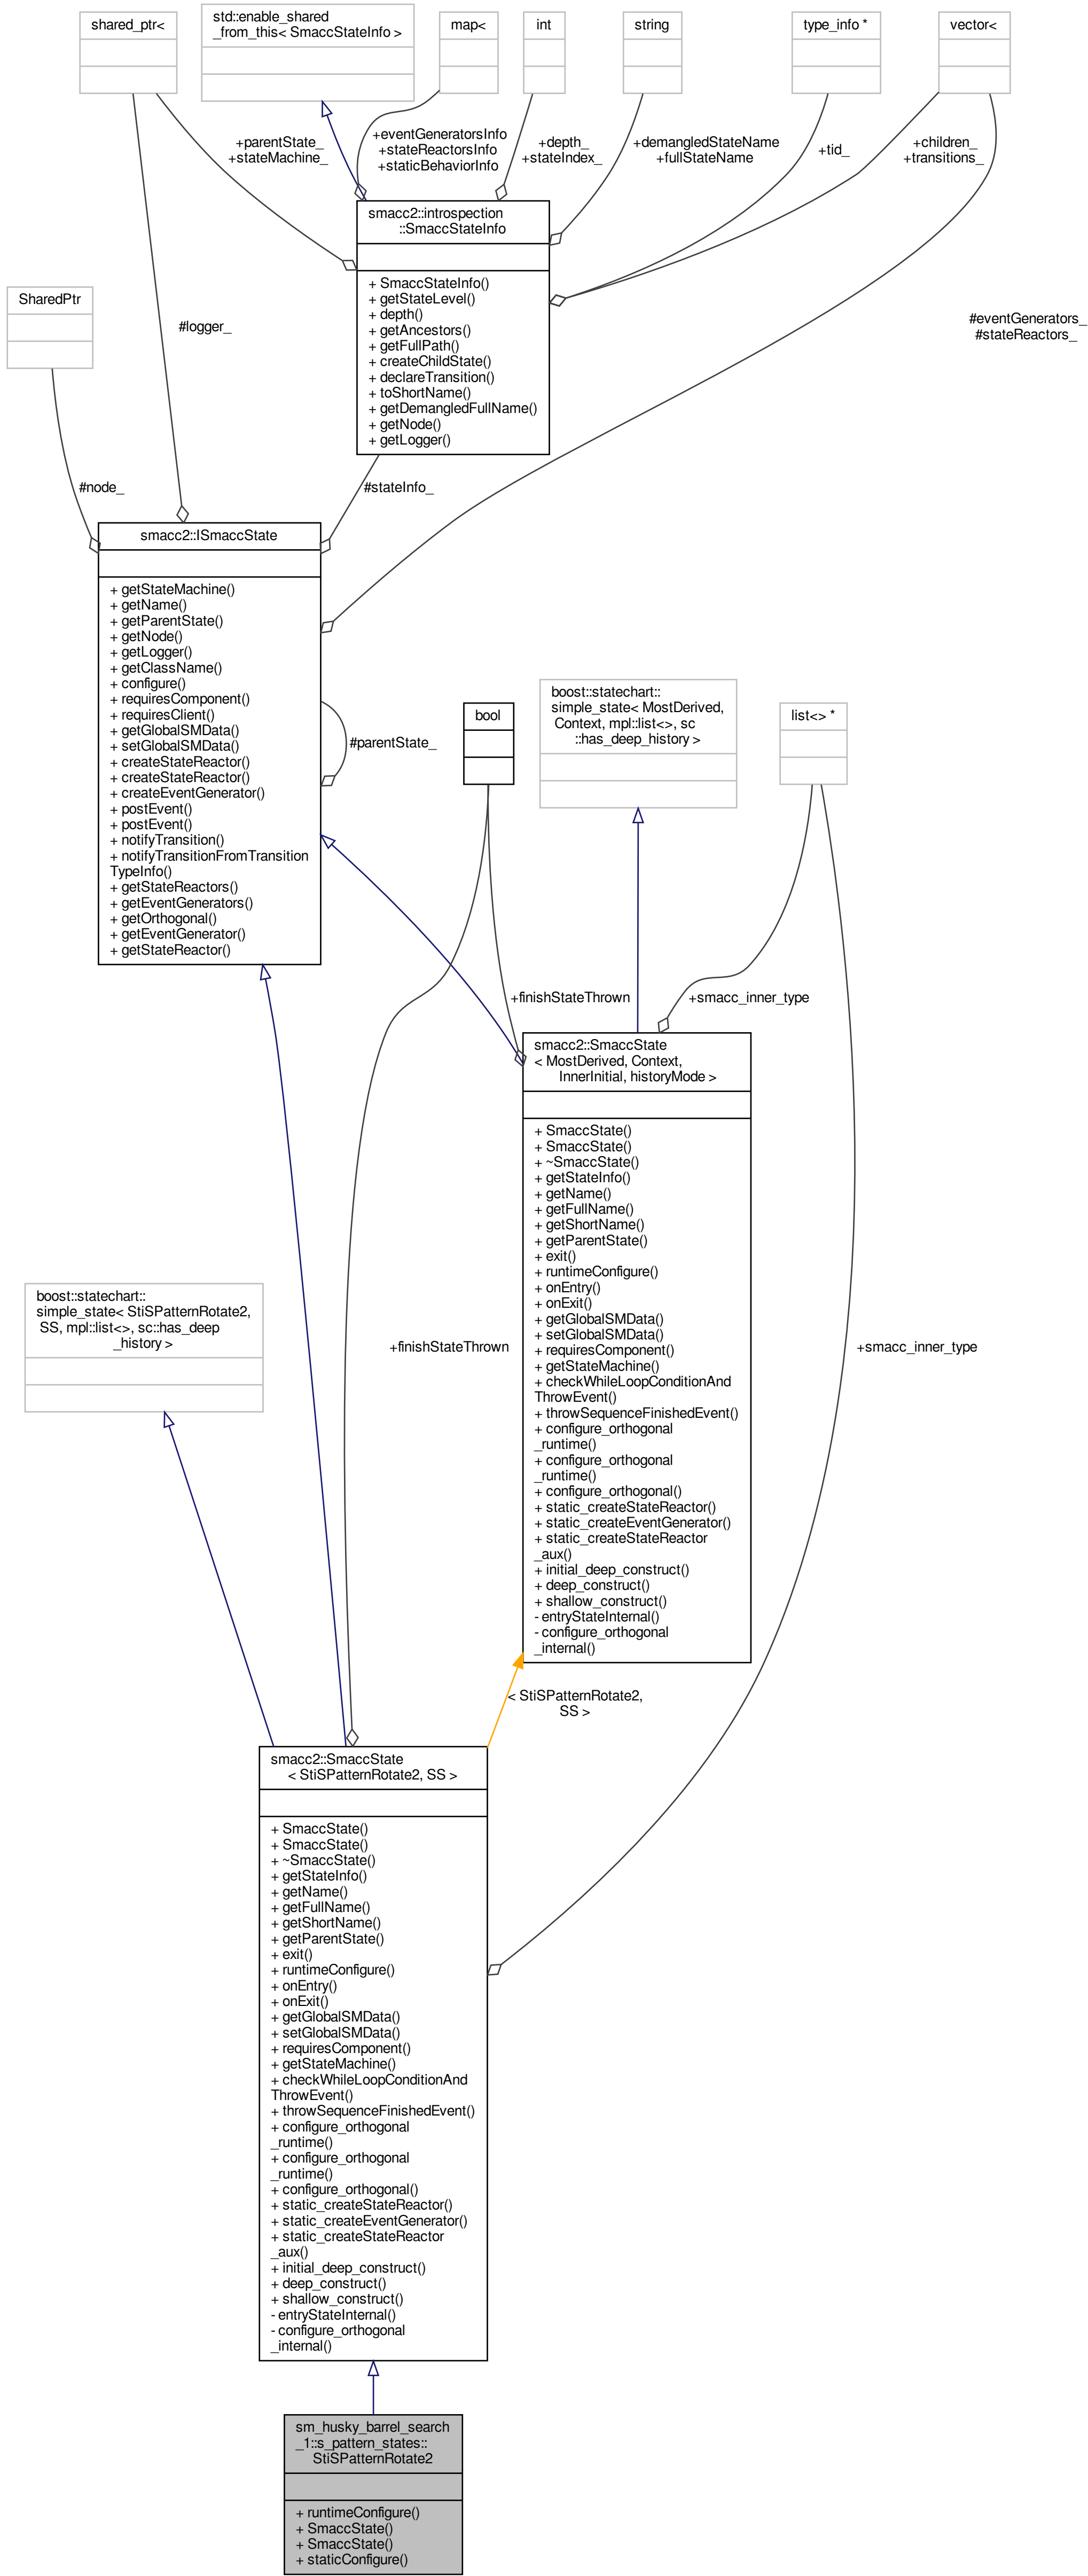 shared_ptr<
std::enable_shared
_from_this< SmaccStateInfo >
map<
int
string
type_info *
vector<
+parentState_
+stateMachine_
+eventGeneratorsInfo
+stateReactorsInfo
+staticBehaviorInfo
+depth_
+stateIndex_
+demangledStateName
+fullStateName
+tid_
+children_
+transitions_
smacc2::introspection
::SmaccStateInfo
+ SmaccStateInfo()
+ getStateLevel()
+ depth()
+ getAncestors()
+ getFullPath()
+ createChildState()
+ declareTransition()
+ toShortName()
+ getDemangledFullName()
+ getNode()
+ getLogger()
SharedPtr
#logger_
#eventGenerators_
#stateReactors_
#node_
#stateInfo_
smacc2::ISmaccState
+ getStateMachine()
+ getName()
+ getParentState()
+ getNode()
+ getLogger()
+ getClassName()
+ configure()
+ requiresComponent()
+ requiresClient()
+ getGlobalSMData()
+ setGlobalSMData()
+ createStateReactor()
+ createStateReactor()
+ createEventGenerator()
+ postEvent()
+ postEvent()
+ notifyTransition()
+ notifyTransitionFromTransition
TypeInfo()
+ getStateReactors()
+ getEventGenerators()
+ getOrthogonal()
+ getEventGenerator()
+ getStateReactor()
#parentState_
bool
boost::statechart::
simple_state< MostDerived,
Context, mpl::list<>, sc
::has_deep_history >
list<> *
+finishStateThrown
+smacc_inner_type
smacc2::SmaccState
< MostDerived, Context,
InnerInitial, historyMode >
+ SmaccState()
+ SmaccState()
+ ~SmaccState()
+ getStateInfo()
+ getName()
+ getFullName()
+ getShortName()
+ getParentState()
+ exit()
+ runtimeConfigure()
+ onEntry()
+ onExit()
+ getGlobalSMData()
+ setGlobalSMData()
+ requiresComponent()
+ getStateMachine()
+ checkWhileLoopConditionAnd
ThrowEvent()
+ throwSequenceFinishedEvent()
+ configure_orthogonal
_runtime()
+ configure_orthogonal
_runtime()
+ configure_orthogonal()
+ static_createStateReactor()
+ static_createEventGenerator()
+ static_createStateReactor
_aux()
+ initial_deep_construct()
+ deep_construct()
+ shallow_construct()
- entryStateInternal()
- configure_orthogonal
_internal()
boost::statechart::
simple_state< StiSPatternRotate2,
SS, mpl::list<>, sc::has_deep
_history >
+finishStateThrown
+smacc_inner_type
< StiSPatternRotate2,
SS >
smacc2::SmaccState
< StiSPatternRotate2, SS >
+ SmaccState()
+ SmaccState()
+ ~SmaccState()
+ getStateInfo()
+ getName()
+ getFullName()
+ getShortName()
+ getParentState()
+ exit()
+ runtimeConfigure()
+ onEntry()
+ onExit()
+ getGlobalSMData()
+ setGlobalSMData()
+ requiresComponent()
+ getStateMachine()
+ checkWhileLoopConditionAnd
ThrowEvent()
+ throwSequenceFinishedEvent()
+ configure_orthogonal
_runtime()
+ configure_orthogonal
_runtime()
+ configure_orthogonal()
+ static_createStateReactor()
+ static_createEventGenerator()
+ static_createStateReactor
_aux()
+ initial_deep_construct()
+ deep_construct()
+ shallow_construct()
- entryStateInternal()
- configure_orthogonal
_internal()
sm_husky_barrel_search
_1::s_pattern_states::
StiSPatternRotate2
+ runtimeConfigure()
+ SmaccState()
+ SmaccState()
+ staticConfigure()